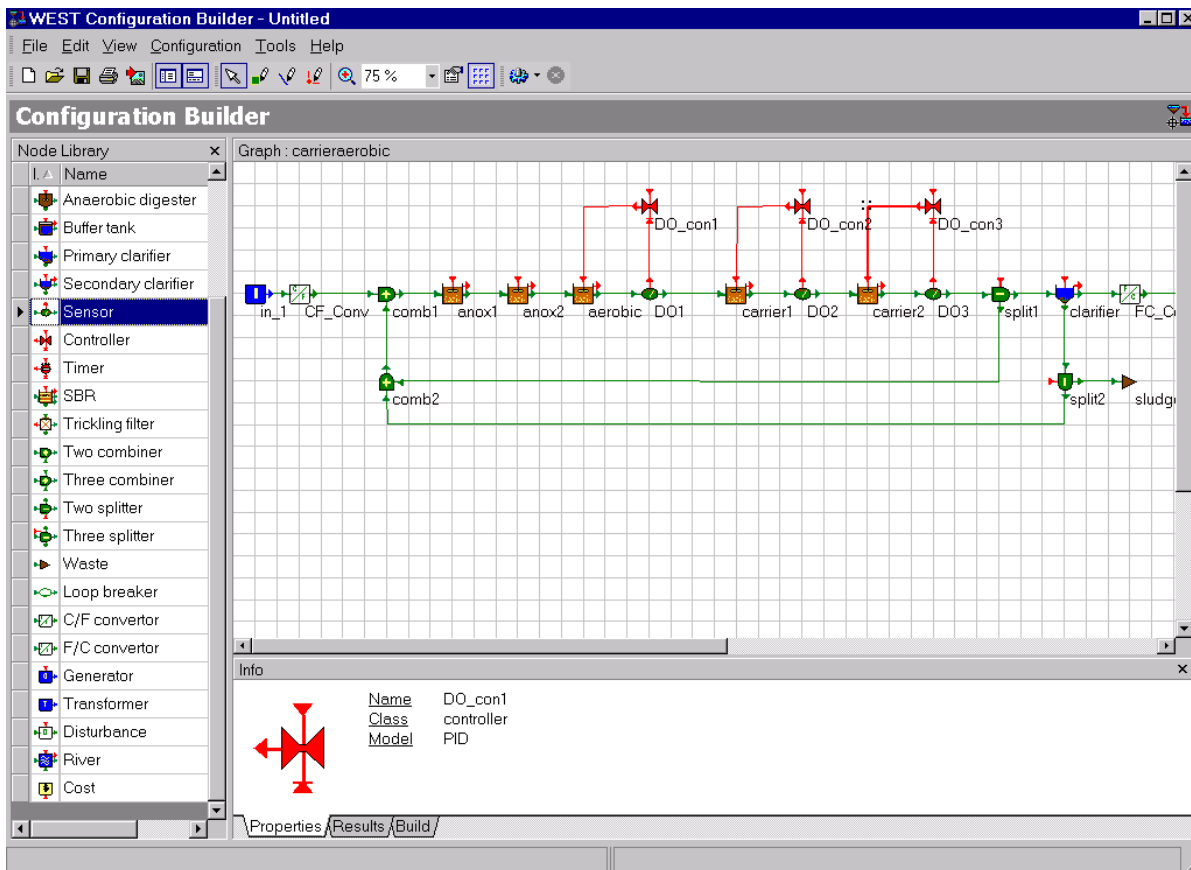 WEST Configuration Builder - Untitled
File Edit View Configuration Tools Help
75 %
Configuration Builder
Node Library
Graph : carrieraerobic
I. Name
Anaerobic digester
Buffer tank
Primary clarifier
Secondary clarifier
Sensor
Controller
Timer
SBR
Trickling filter
Two combiner
Three combiner
Two splitter
Three splitter
Waste
Loop breaker
C/F convertor
F/C convertor
Generator
Transformer
Disturbance
River
Cost
DO_con1 DO_con2 DO_con3
in_1 CF_Conv comb1 anox1 anox2 aerobic DO1 carrier1 DO2 carrier2 DO3 split1 clarifier
comb2 split2
Info
Name DO_con1
Class controller
Model PID
Properties Results Build